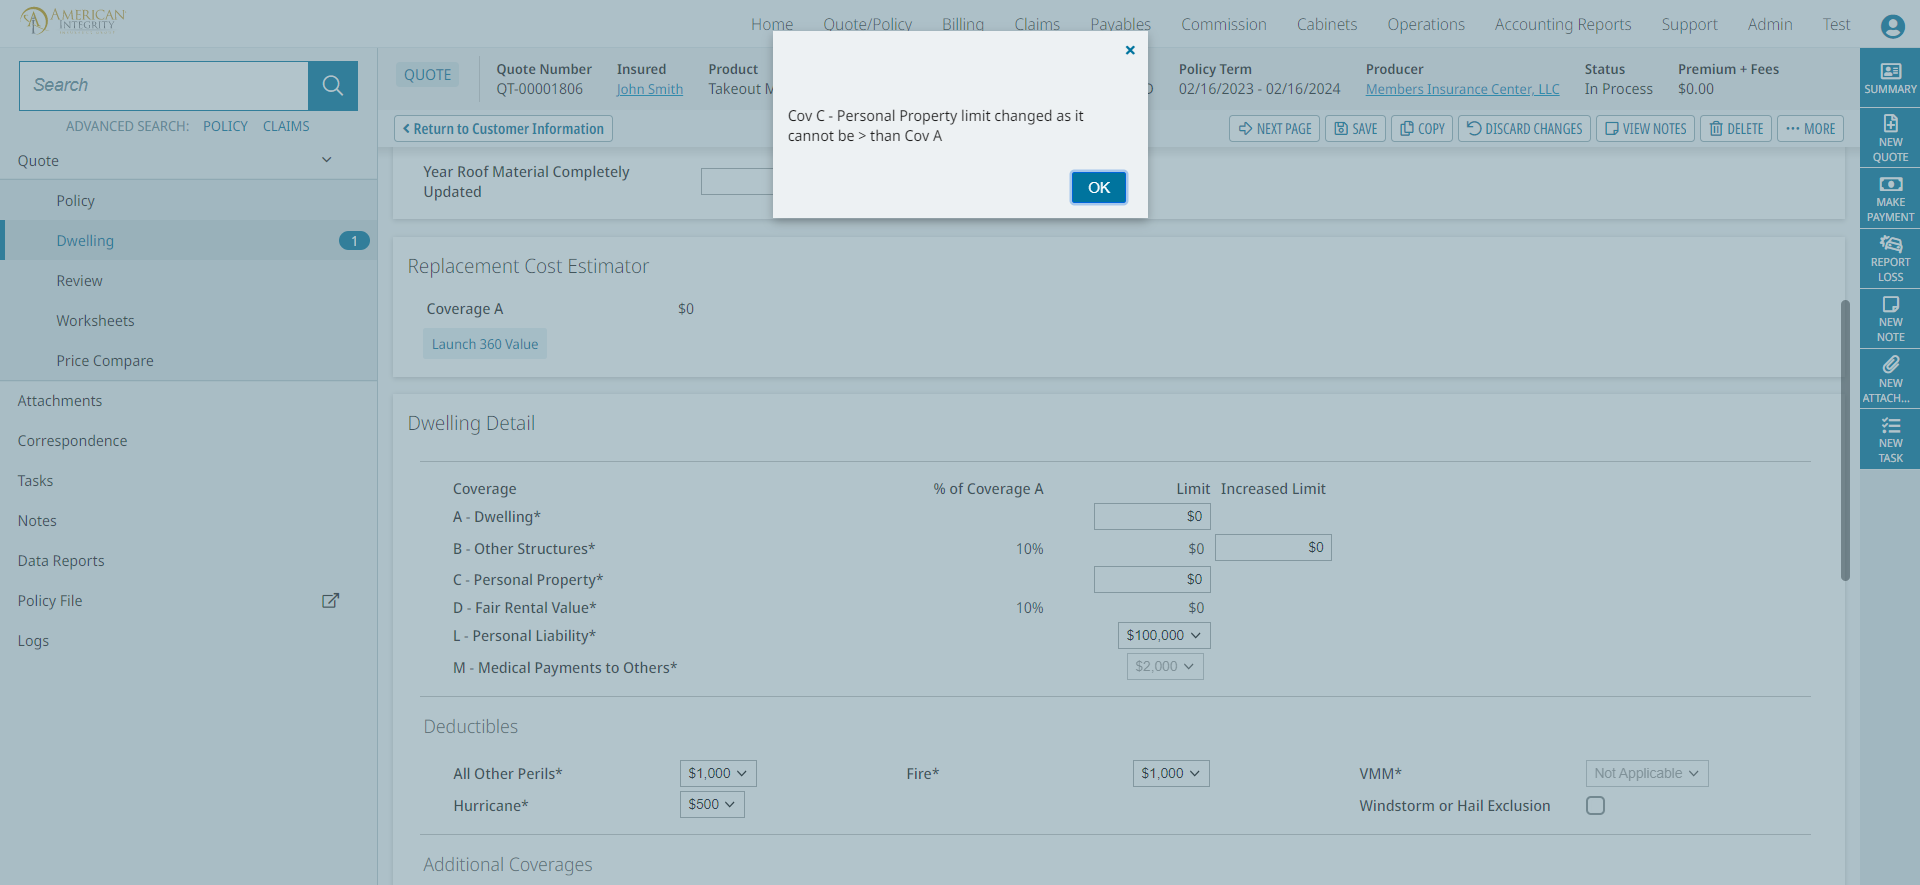 AMERICAN
INTEGRITY
Home Quote/Policy Billing Claims Payables Commission Cabinets Operations Accounting Reports Support Admin Test
Search
ADVANCED SEARCH: POLICY CLAIMS
Quote
Policy
Dwelling 1
Review
Worksheets
Price Compare
Attachments
Correspondence
Tasks
Notes
Data Reports
Policy File
Logs
QUOTE
Quote Number Insured Product Policy Term Producer Status Premium + Fees
QT-00001806 John Smith Takeout 02/16/2023 - 02/16/2024 Members Insurance Center, LLC In Process $0.00
Return to Customer Information
NEXT PAGE SAVE COPY DISCARD CHANGES VIEW NOTES DELETE MORE
Cov C - Personal Property limit changed as it
cannot be > than Cov A
OK
Year Roof Material Completely
Updated
Replacement Cost Estimator
Coverage A $0
Launch 360 Value
Dwelling Detail
Coverage % of Coverage A Limit Increased Limit
A - Dwelling* $0
B - Other Structures* 10% $0 $0
C - Personal Property* $0
D - Fair Rental Value* 10% $0
L - Personal Liability* $100,000
M - Medical Payments to Others* $2,000
Deductibles
All Other Perils* $1,000 Fire* $1,000 VMM* Not Applicable
Hurricane* $500 Windstorm or Hail Exclusion
Additional Coverages
SUMMARY
NEW
QUOTE
MAKE
PAYMENT
REPORT
LOSS
NEW
NOTE
NEW
ATTACH...
NEW
TASK